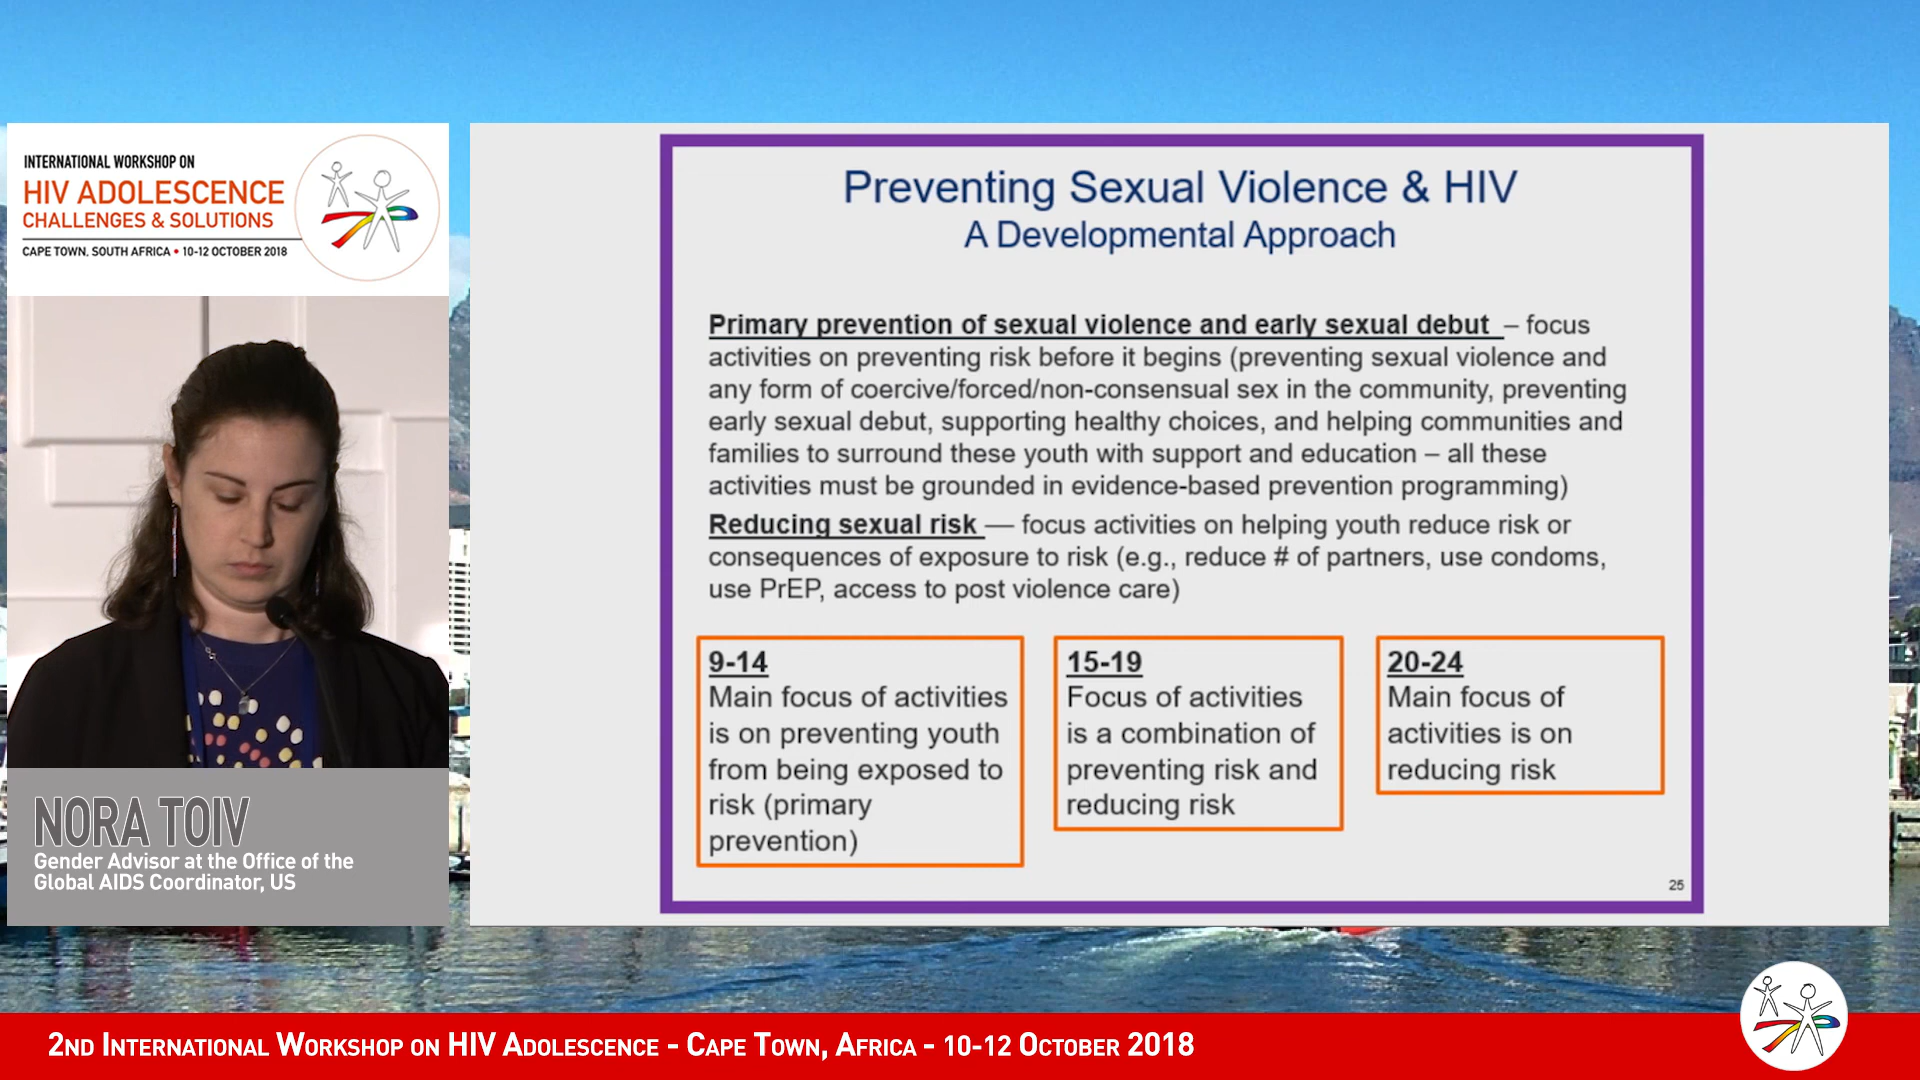 INTERNATIONAL WORKSHOP ON
HIV ADOLESCENCE
CHALLENGES & SOLUTIONS
CAPE TOWN, SOUTH AFRICA • 10-12 OCTOBER 2018
NORA TOIV
Gender Advisor at the Office of the
Global AIDS Coordinator, US
Preventing Sexual Violence & HIV
A Developmental Approach
Primary prevention of sexual violence and early sexual debut – focus
activities on preventing risk before it begins (preventing sexual violence and
any form of coercive/forced/non-consensual sex in the community, preventing
early sexual debut, supporting healthy choices, and helping communities and
families to surround these youth with support and education – all these
activities must be grounded in evidence-based prevention programming)
Reducing sexual risk — focus activities on helping youth reduce risk or
consequences of exposure to risk (e.g., reduce # of partners, use condoms,
use PrEP, access to post violence care)
9-14
Main focus of activities
is on preventing youth
from being exposed to
risk (primary
prevention)
15-19
Focus of activities
is a combination of
preventing risk and
reducing risk
20-24
Main focus of
activities is on
reducing risk
25
2ND INTERNATIONAL WORKSHOP ON HIV ADOLESCENCE - CAPE TOWN, AFRICA - 10-12 OCTOBER 2018